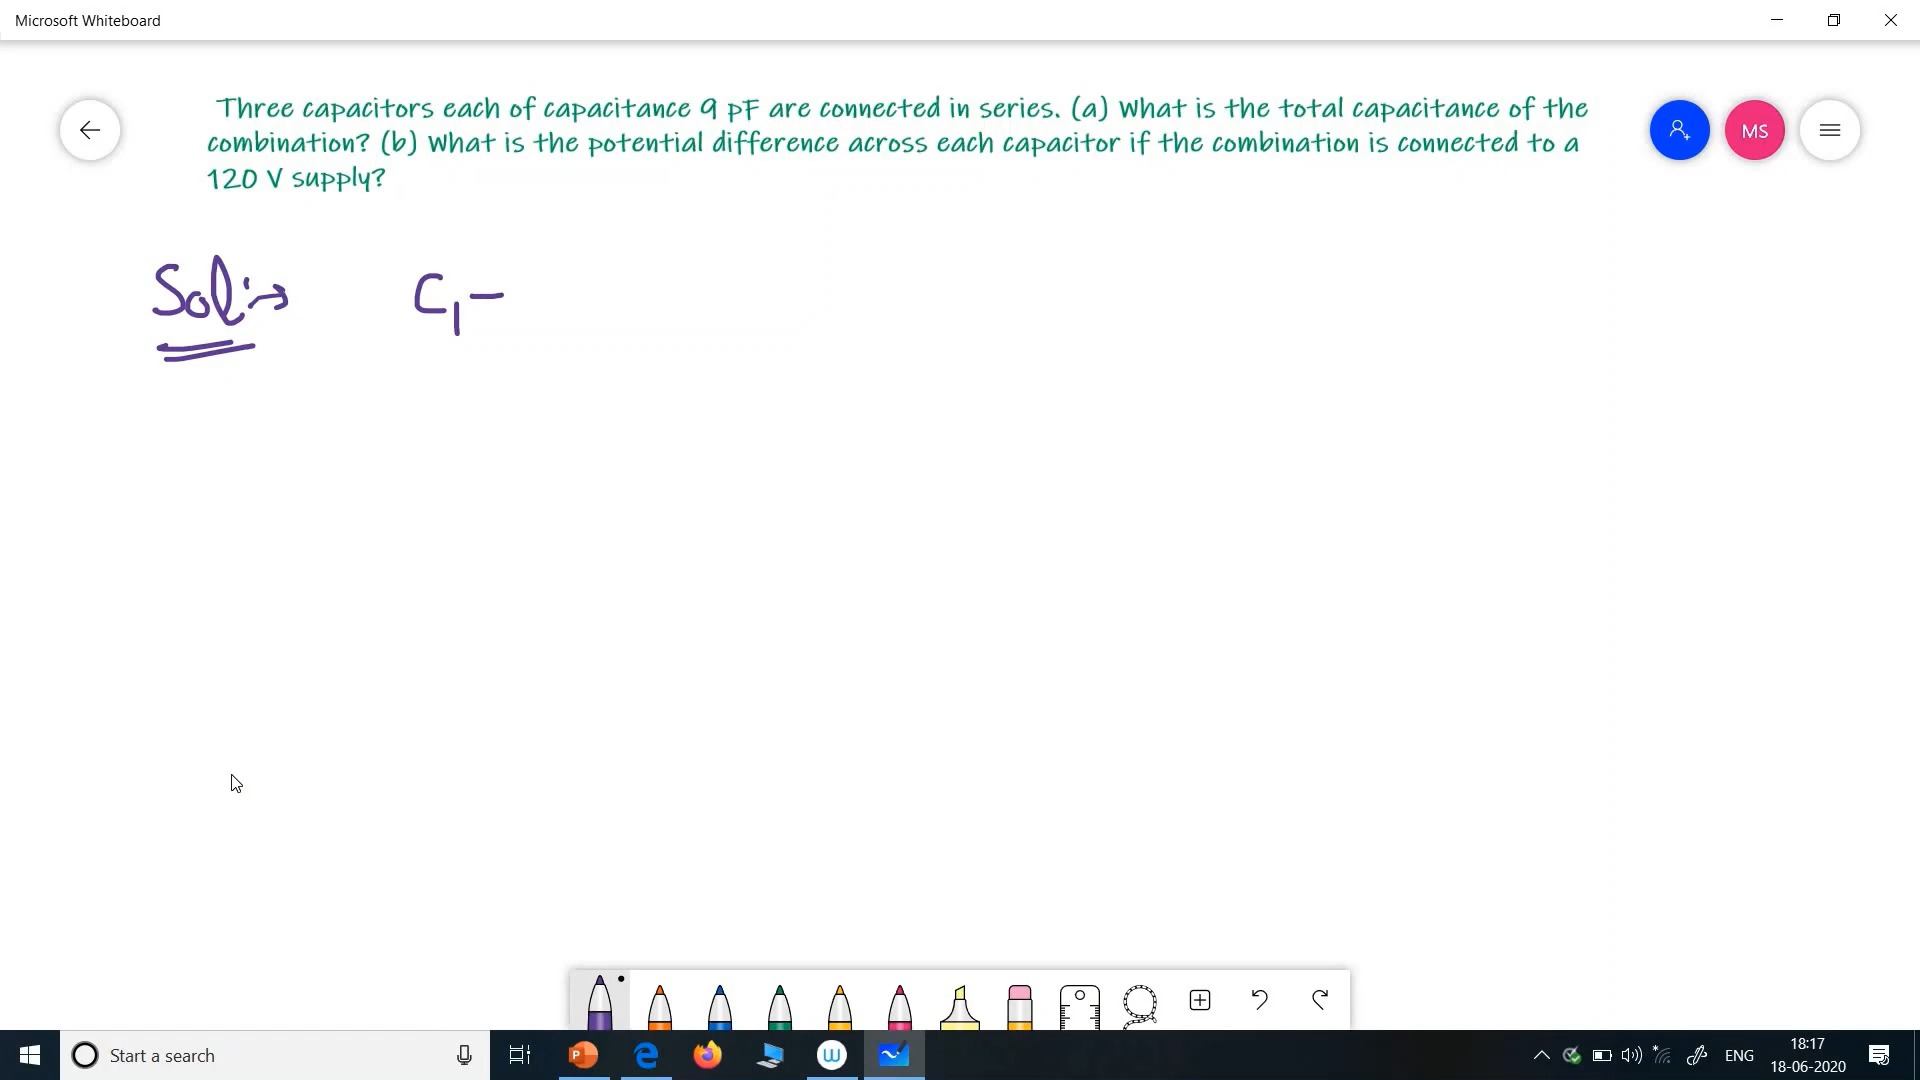 Microsoft Whiteboard
Three capacitors each of capacitance 9 pF are connected in series. (a) What is the total capacitance of the
combination? (b) What is the potential difference across each capacitor if the combination is connected to a
120 V supply?
MS
Sol:→ C₁ –
Start a search
ENG
18:17
18-06-2020